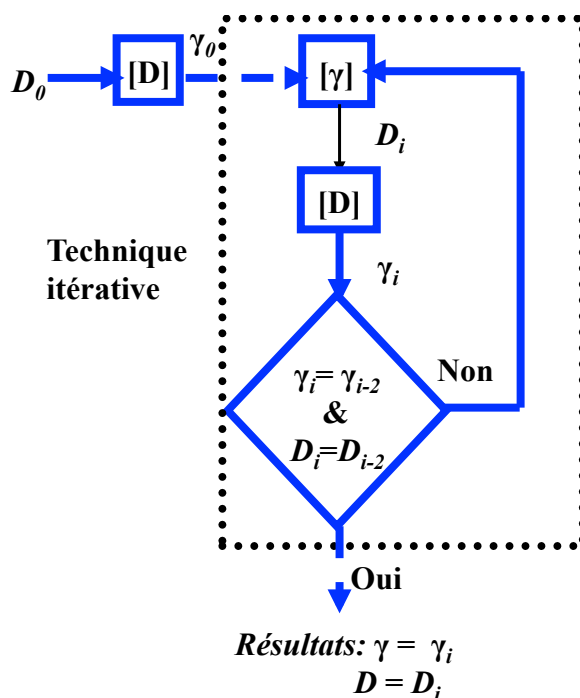 γ₀
D₀
[D]
[γ]
Dᵢ
[D]
Technique
itérative
γᵢ
Non
γᵢ= γᵢ₋₂
&
Dᵢ=Dᵢ₋₂
Oui
Résultats: γ = γᵢ
D = Dᵢ